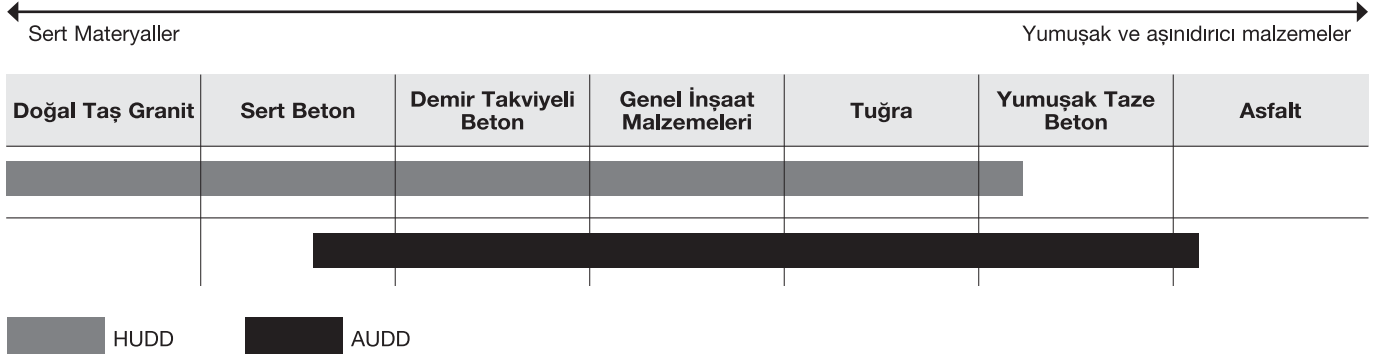 Sert Materyaller
Yumuşak ve aşınıdırıcı malzemeler
Doğal Taş Granit
Sert Beton
Demir Takviyeli
Beton
Genel İnşaat
Malzemeleri
Tuğra
Yumuşak Taze
Beton
Asfalt
HUDD
AUDD